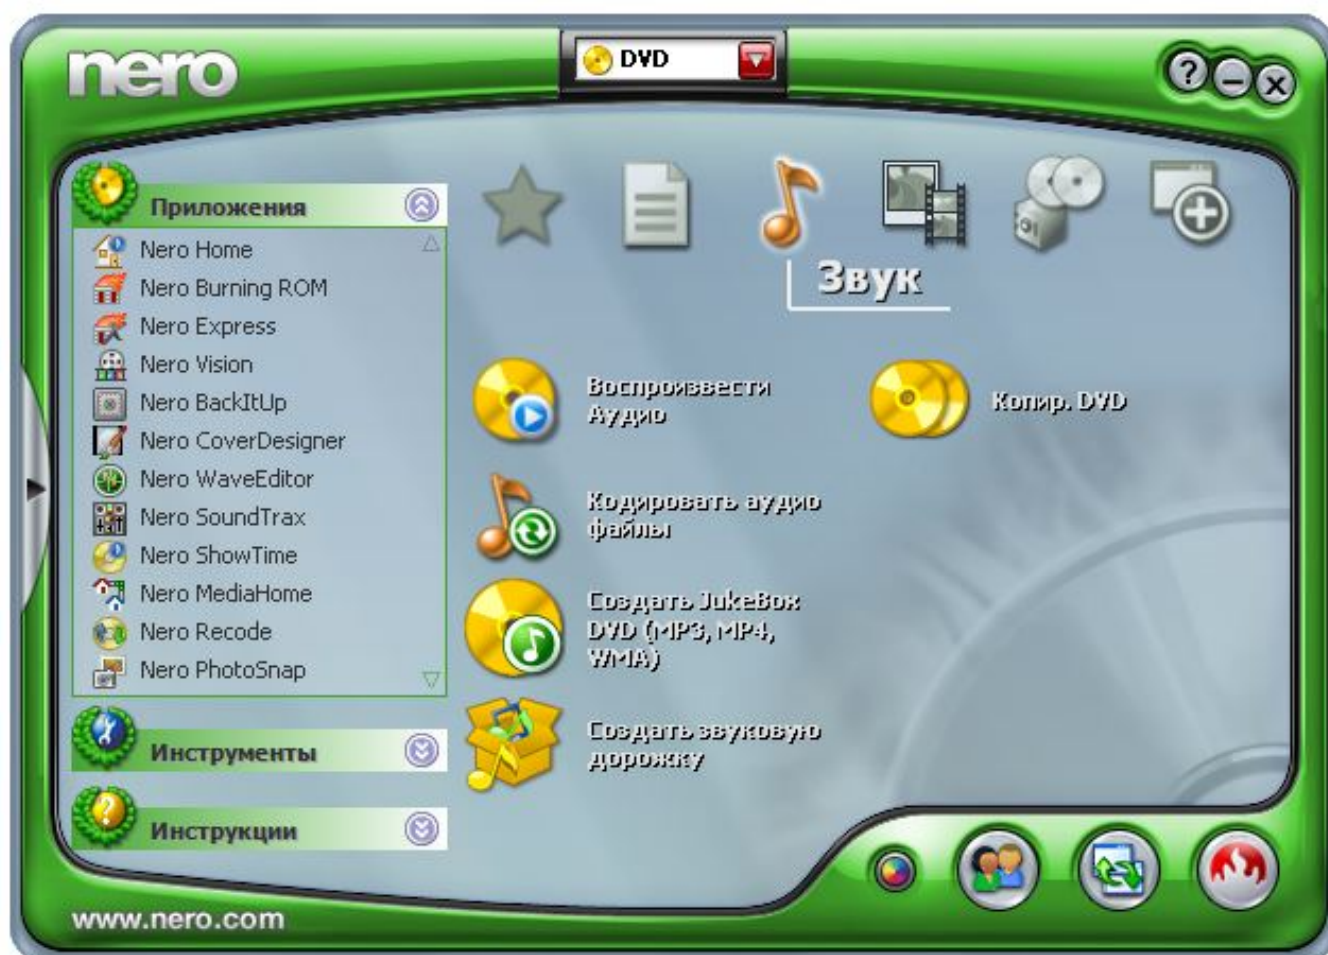 nero
DVD
Приложения
Nero Home
Nero Burning ROM
Nero Express
Nero Vision
Nero BackItUp
Nero CoverDesigner
Nero WaveEditor
Nero SoundTrax
Nero ShowTime
Nero MediaHome
Nero Recode
Nero PhotoSnap
Инструменты
Инструкции
Звук
Воспроизвести
Аудио
Копир. DVD
Кодировать аудио
файлы
Создать JukeBox
DVD (MP3, MP4,
WMA)
Создать звуковую
дорожку
www.nero.com